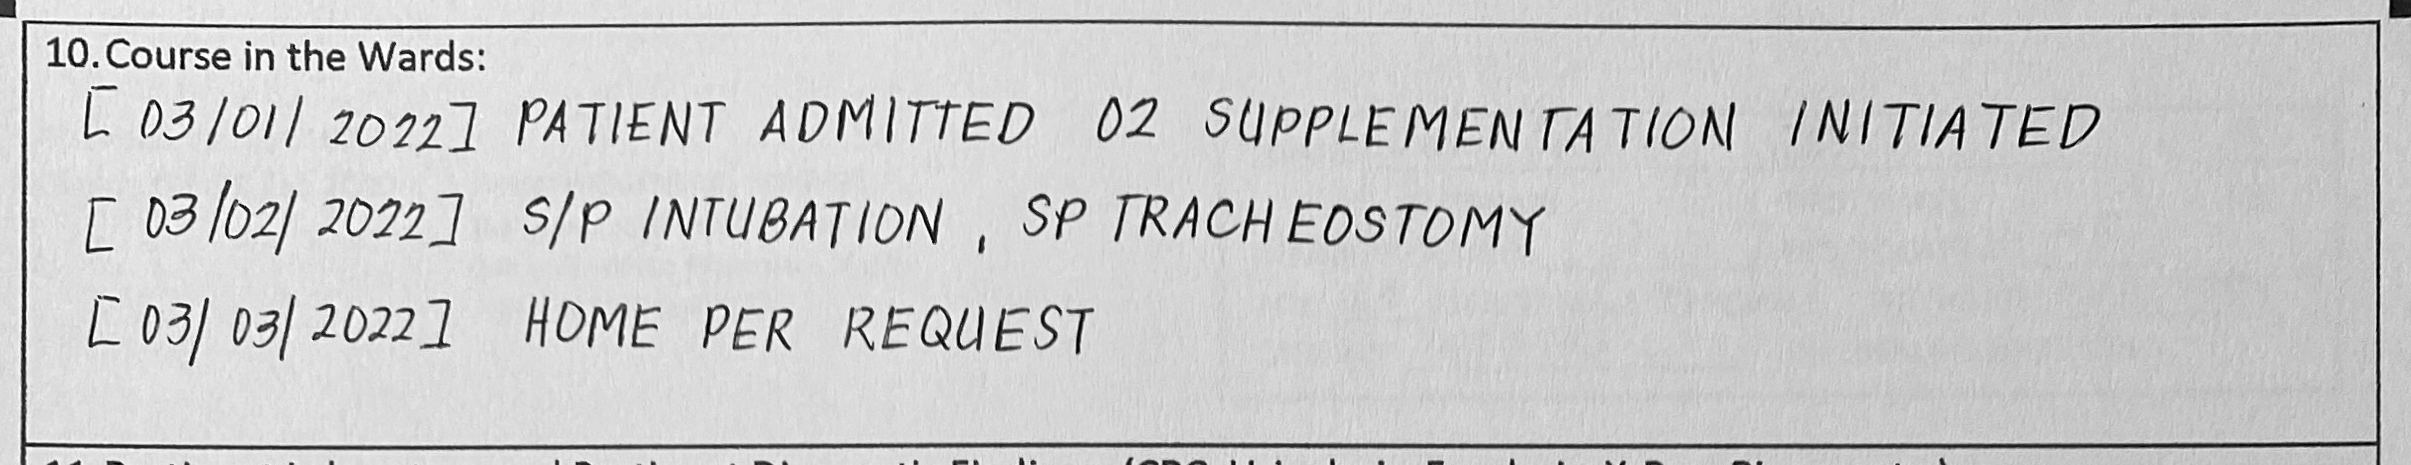 10. Course in the Wards:
[ 03/01/ 2022] PATIENT ADMITTED O2 SUPPLEMENTATION INITIATED
[ 03/02/ 2022] S/P INTUBATION, SP TRACHEOSTOMY
[ 03/ 03/ 2022] HOME PER REQUEST